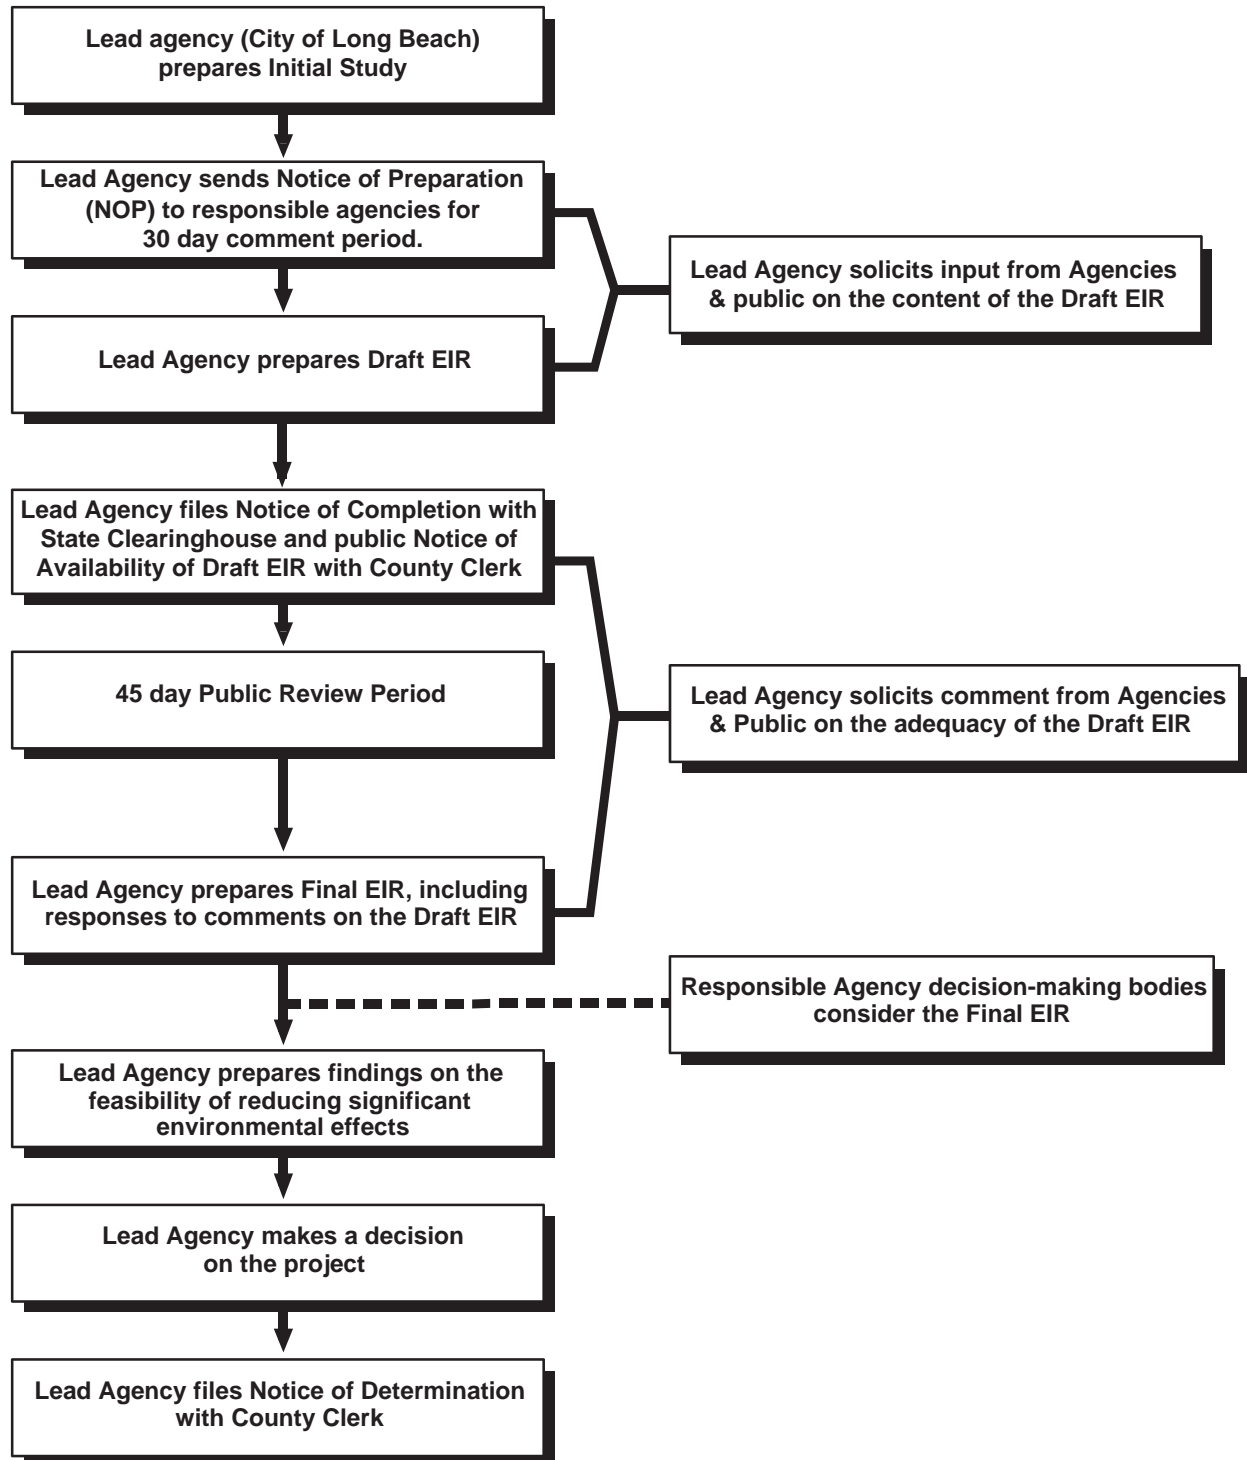 Lead agency (City of Long Beach)
prepares Initial Study
Lead Agency sends Notice of Preparation
(NOP) to responsible agencies for
30 day comment period.
Lead Agency solicits input from Agencies
& public on the content of the Draft EIR
Lead Agency prepares Draft EIR
Lead Agency files Notice of Completion with
State Clearinghouse and public Notice of
Availability of Draft EIR with County Clerk
45 day Public Review Period
Lead Agency solicits comment from Agencies
& Public on the adequacy of the Draft EIR
Lead Agency prepares Final EIR, including
responses to comments on the Draft EIR
Responsible Agency decision-making bodies
consider the Final EIR
Lead Agency prepares findings on the
feasibility of reducing significant
environmental effects
Lead Agency makes a decision
on the project
Lead Agency files Notice of Determination
with County Clerk